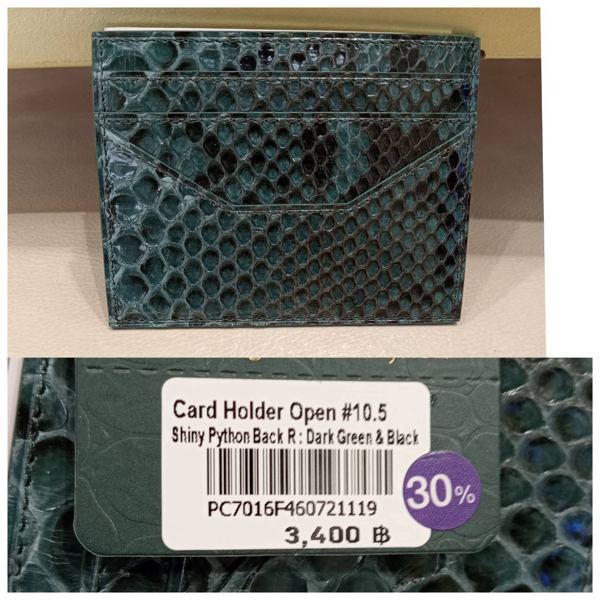 Card Holder Open #10.5
Shiny Python Back R : Dark Green & Black
PC7016F460721119
30%
3,400 ฿